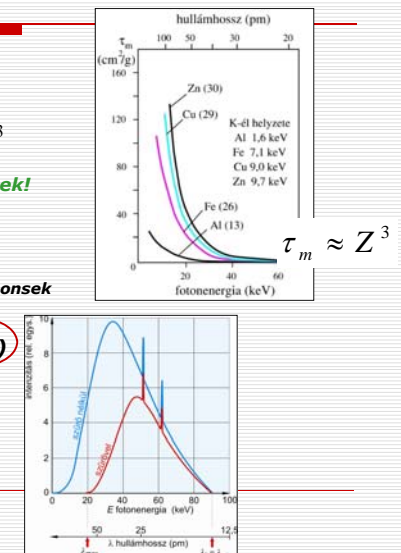 hullámhossz (pm)
τm 100 50 30 20
(cm²/g)
160
Zn (30)
Cu (29)
120
K-él helyzete
Al 1,6 keV
Fe 7,1 keV
Cu 9,0 keV
Zn 9,7 keV
80
Fe (26)
40
Al (13)
0 20 40 60
fotonenergia (keV)
τm ≈ Z³
3
ek!
onsek
)
intenzitás (rel. egys.)
10
8
6
4
2
0
szűrő nélkül
szűrővel
0 20 40 60 80 100
E fotonenergia (keV)
50 25 12,5
λ hullámhossz (pm)